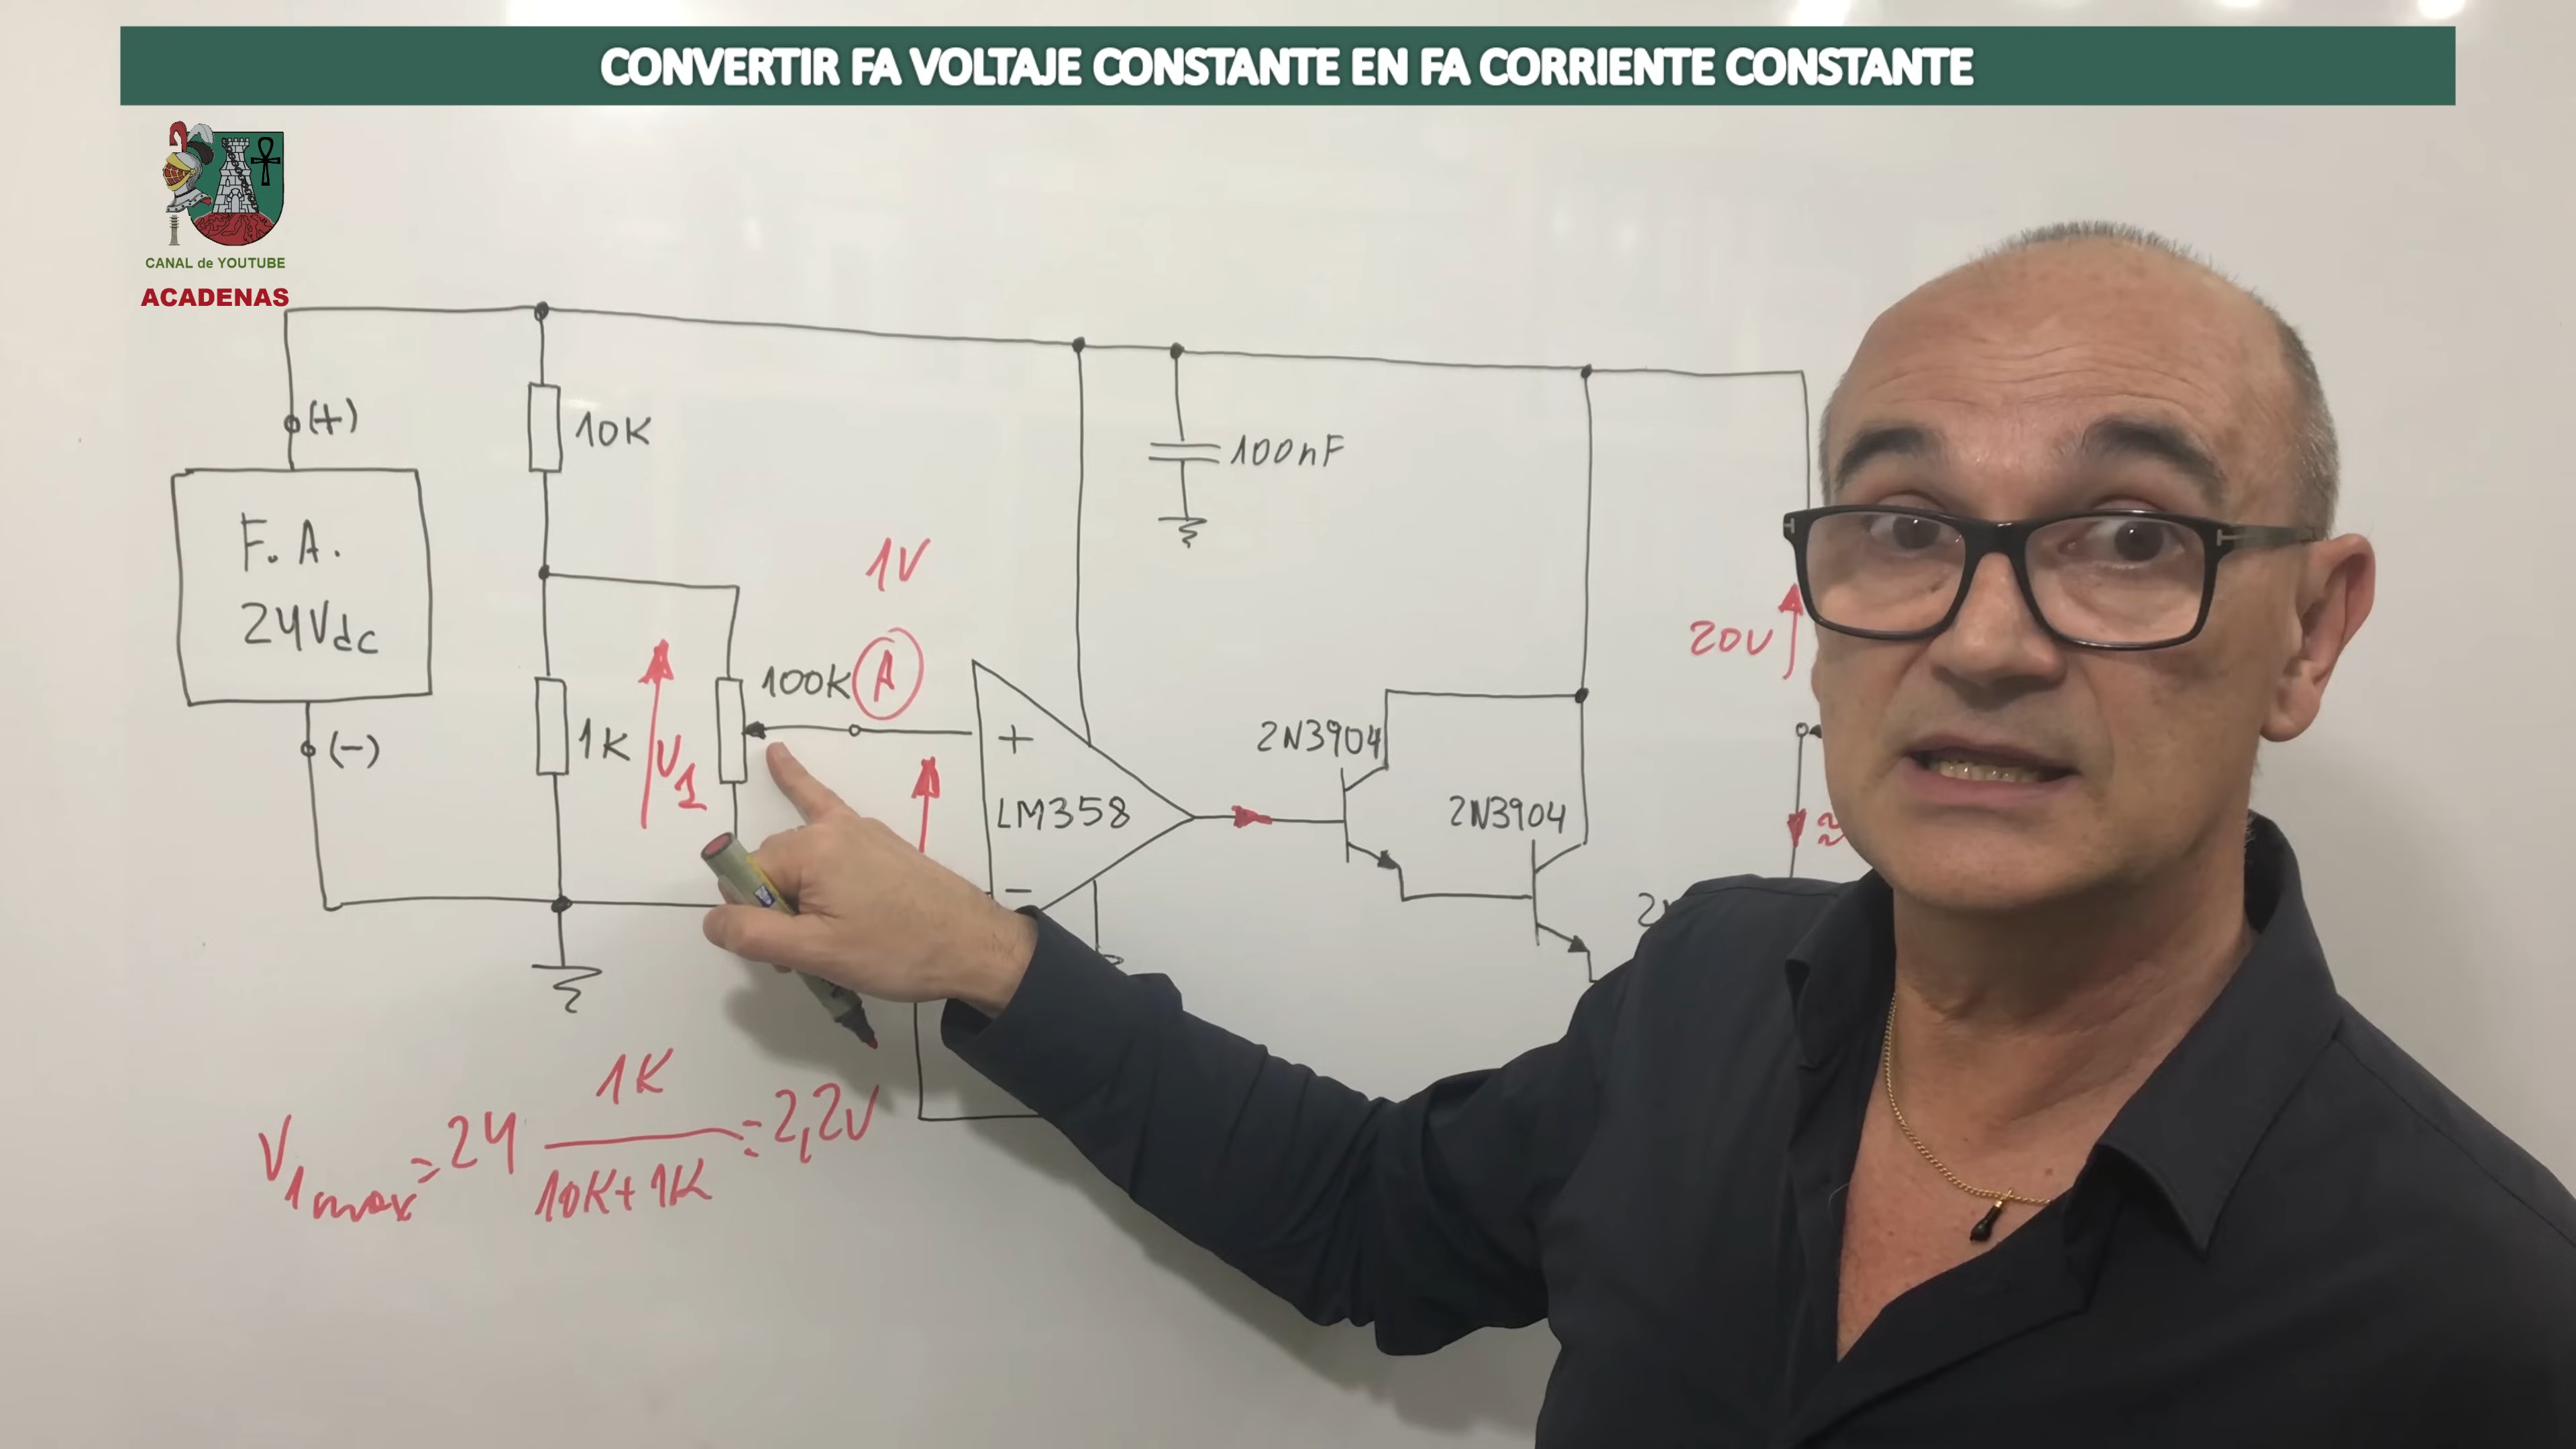 CONVERTIR FA VOLTAJE CONSTANTE EN FA CORRIENTE CONSTANTE
CANAL de YOUTUBE
ACADENAS
(+)
10K
100nF
F. A.
24Vdc
1V
20V
100K
A
(-)
1K
V1
+
-
LM358
2N3904
2N3904
V1max = 24 1K / 10K+1K = 2,2V